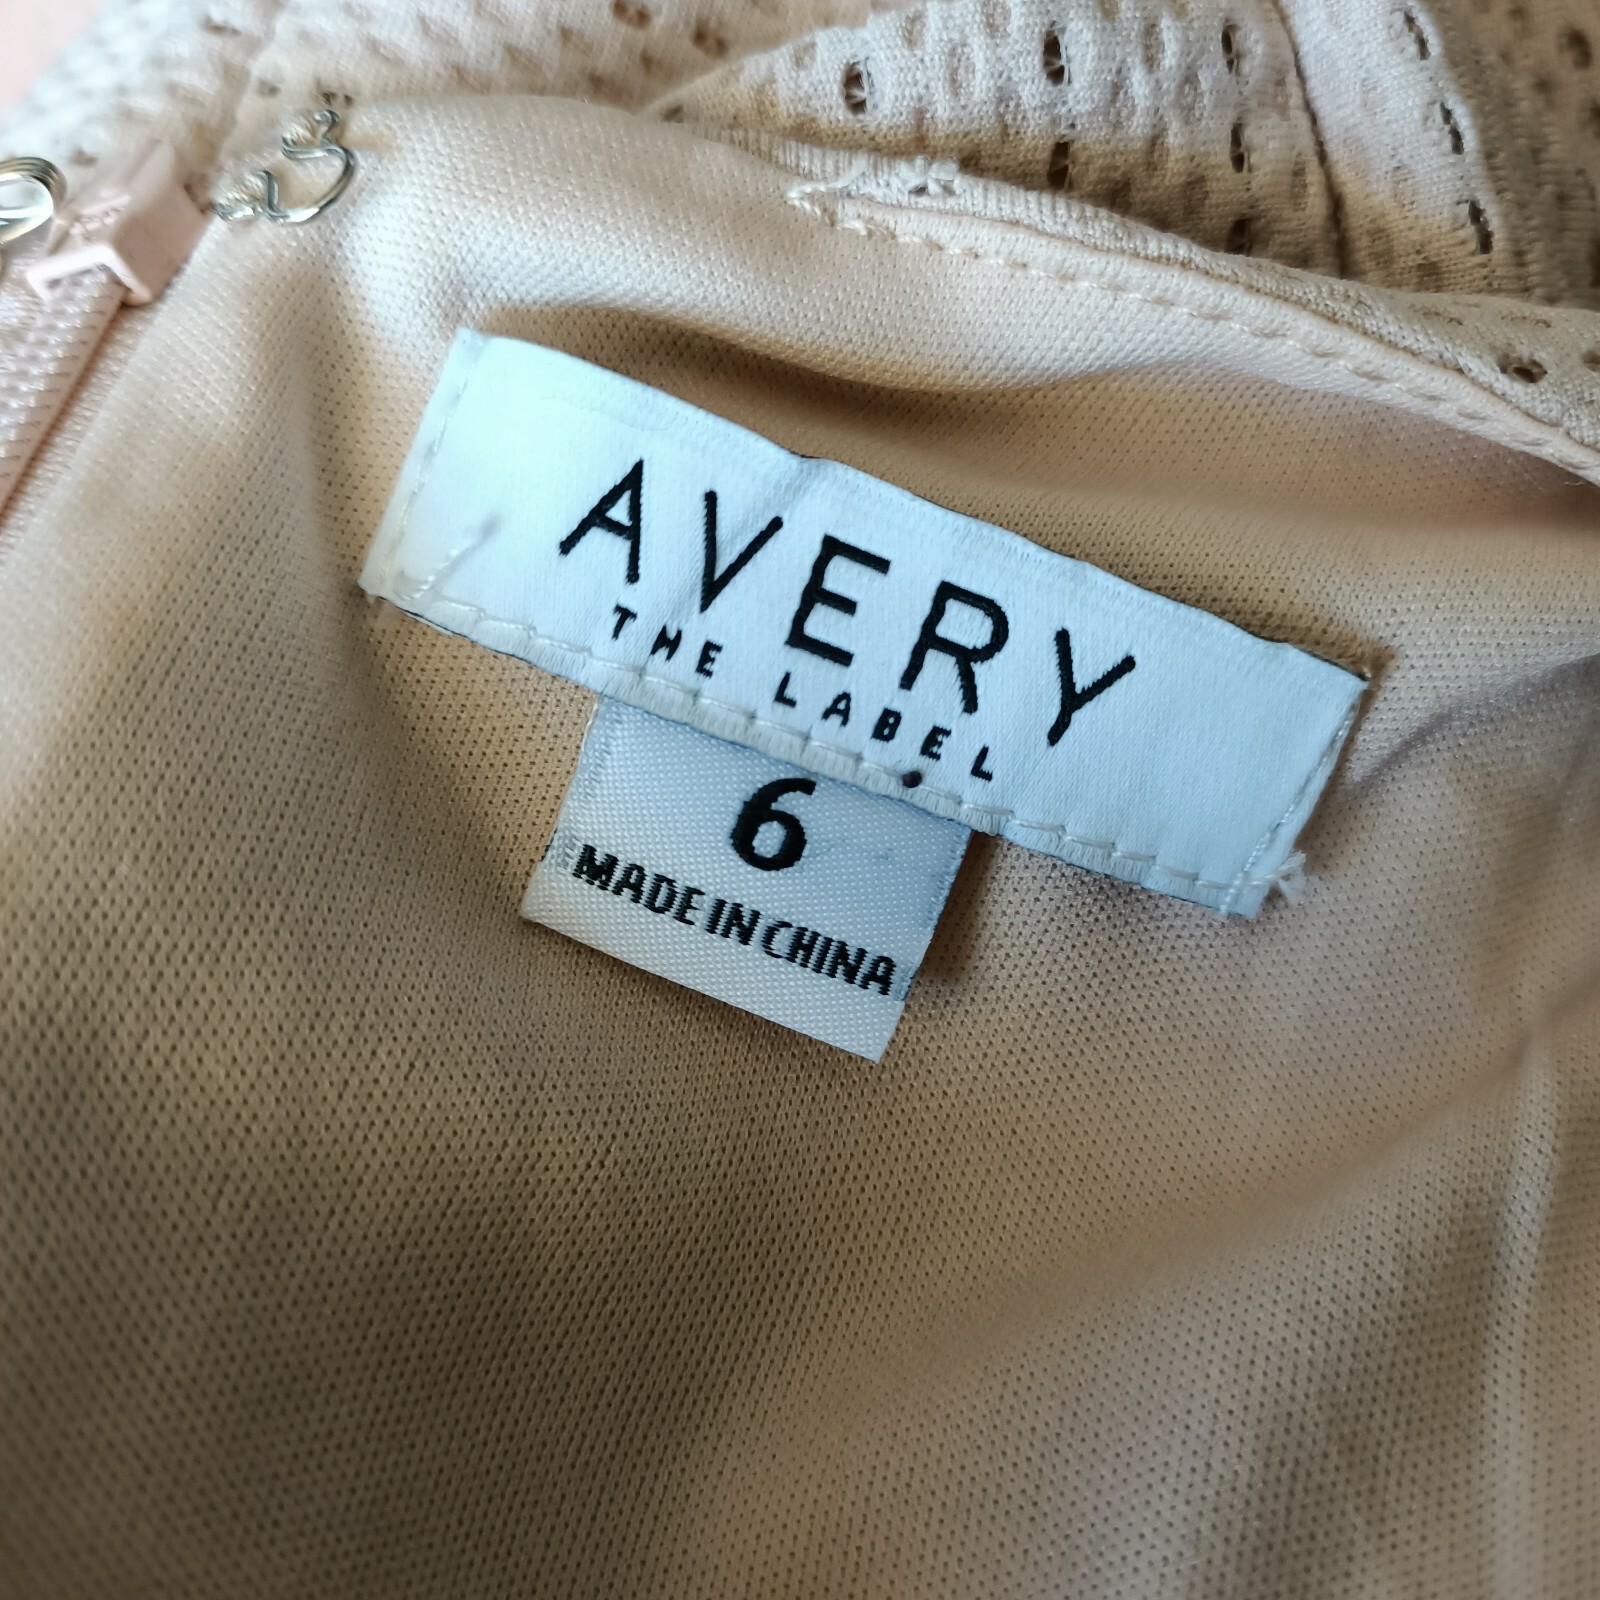 AVERY
THE LABEL
6
MADE IN CHINA